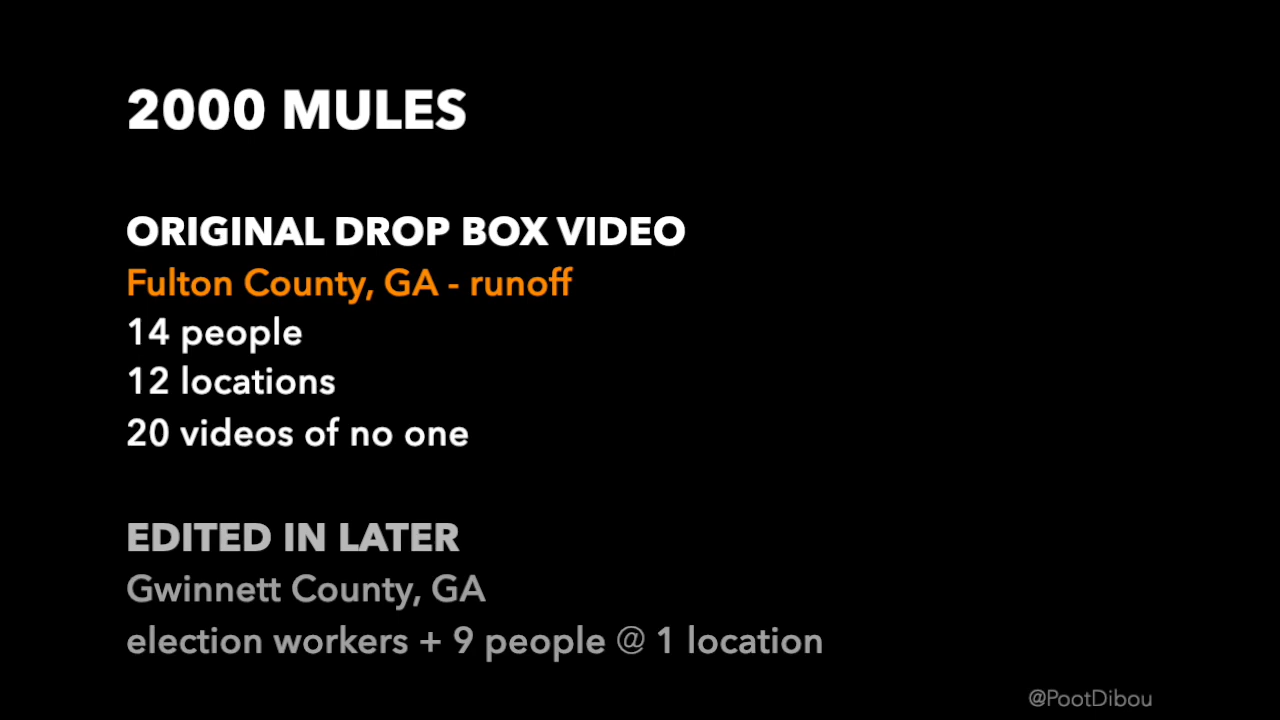 2000 MULES
ORIGINAL DROP BOX VIDEO
Fulton County, GA - runoff
14 people
12 locations
20 videos of no one
EDITED IN LATER
Gwinnett County, GA
election workers + 9 people @ 1 location
@PootDibou